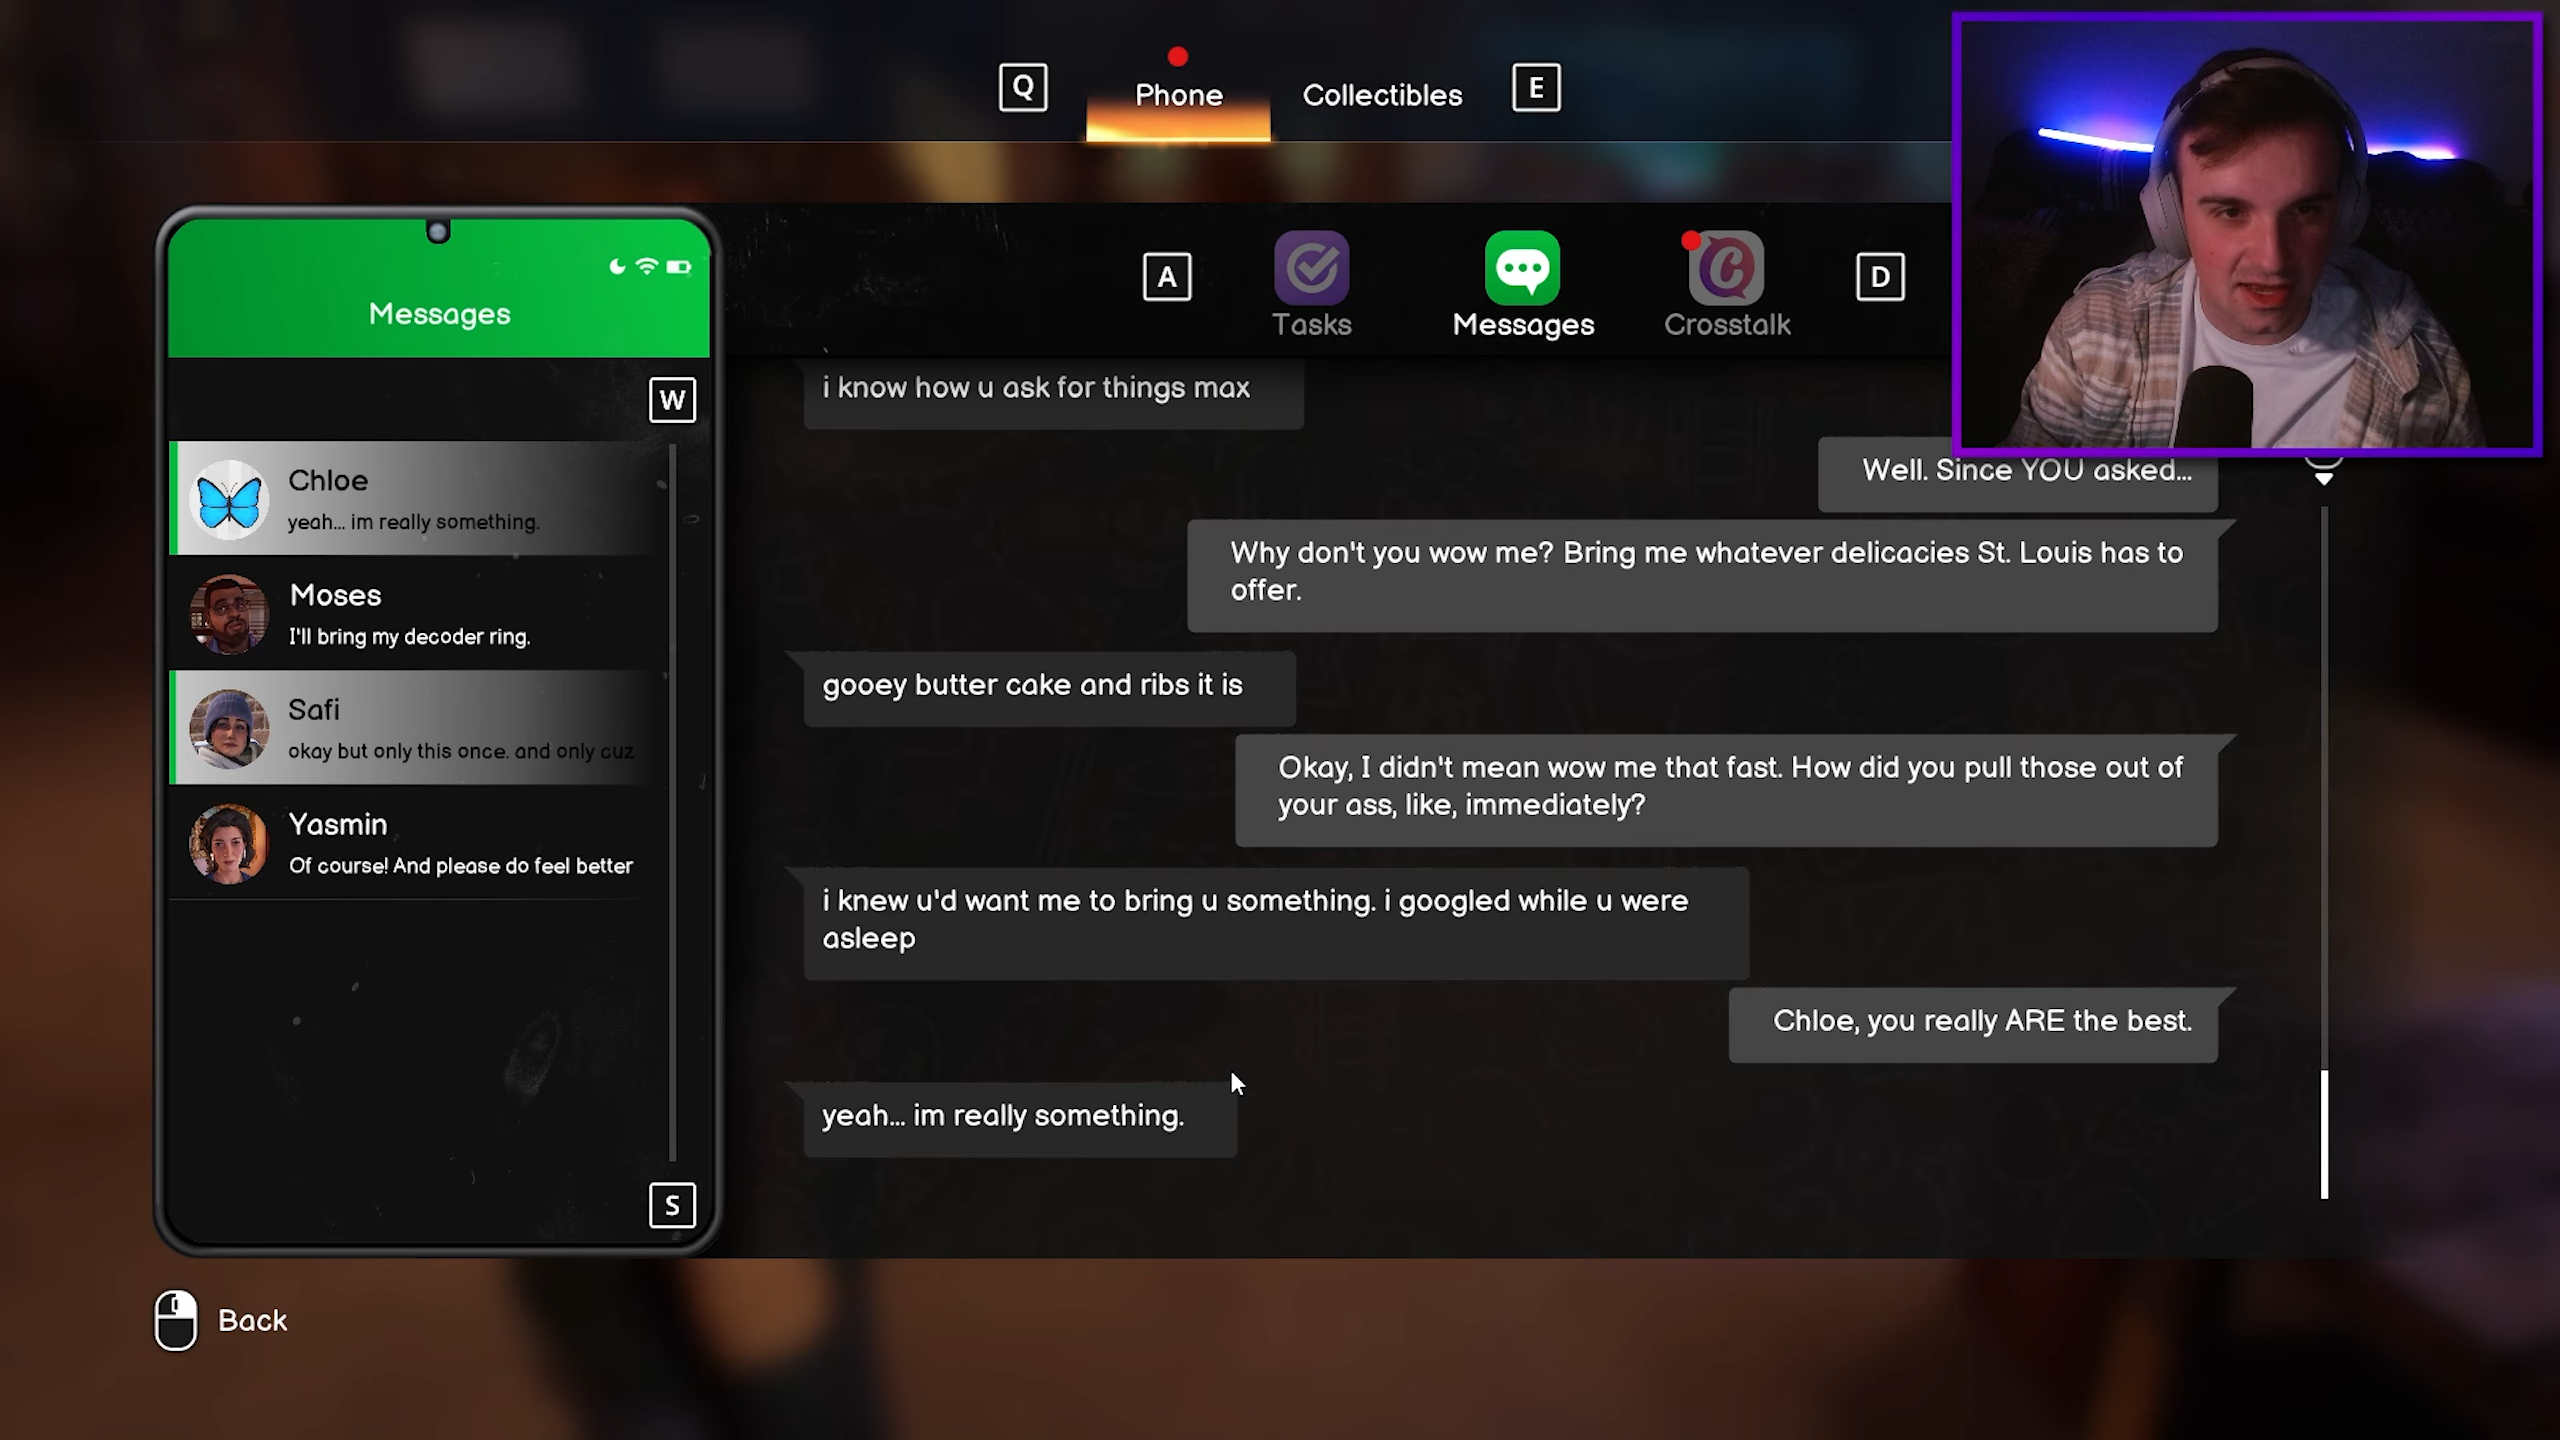 Q
Phone
Collectibles
E
Messages
A
Tasks
Messages
Crosstalk
D
W
Chloe
yeah... im really something.
Moses
I'll bring my decoder ring.
Safi
okay but only this once. and only cuz
Yasmin
Of course! And please do feel better
S
i know how u ask for things max
Well. Since YOU asked...
Why don't you wow me? Bring me whatever delicacies St. Louis has to
offer.
gooey butter cake and ribs it is
Okay, I didn't mean wow me that fast. How did you pull those out of
your ass, like, immediately?
i knew u'd want me to bring u something. i googled while u were
asleep
Chloe, you really ARE the best.
yeah... im really something.
Back